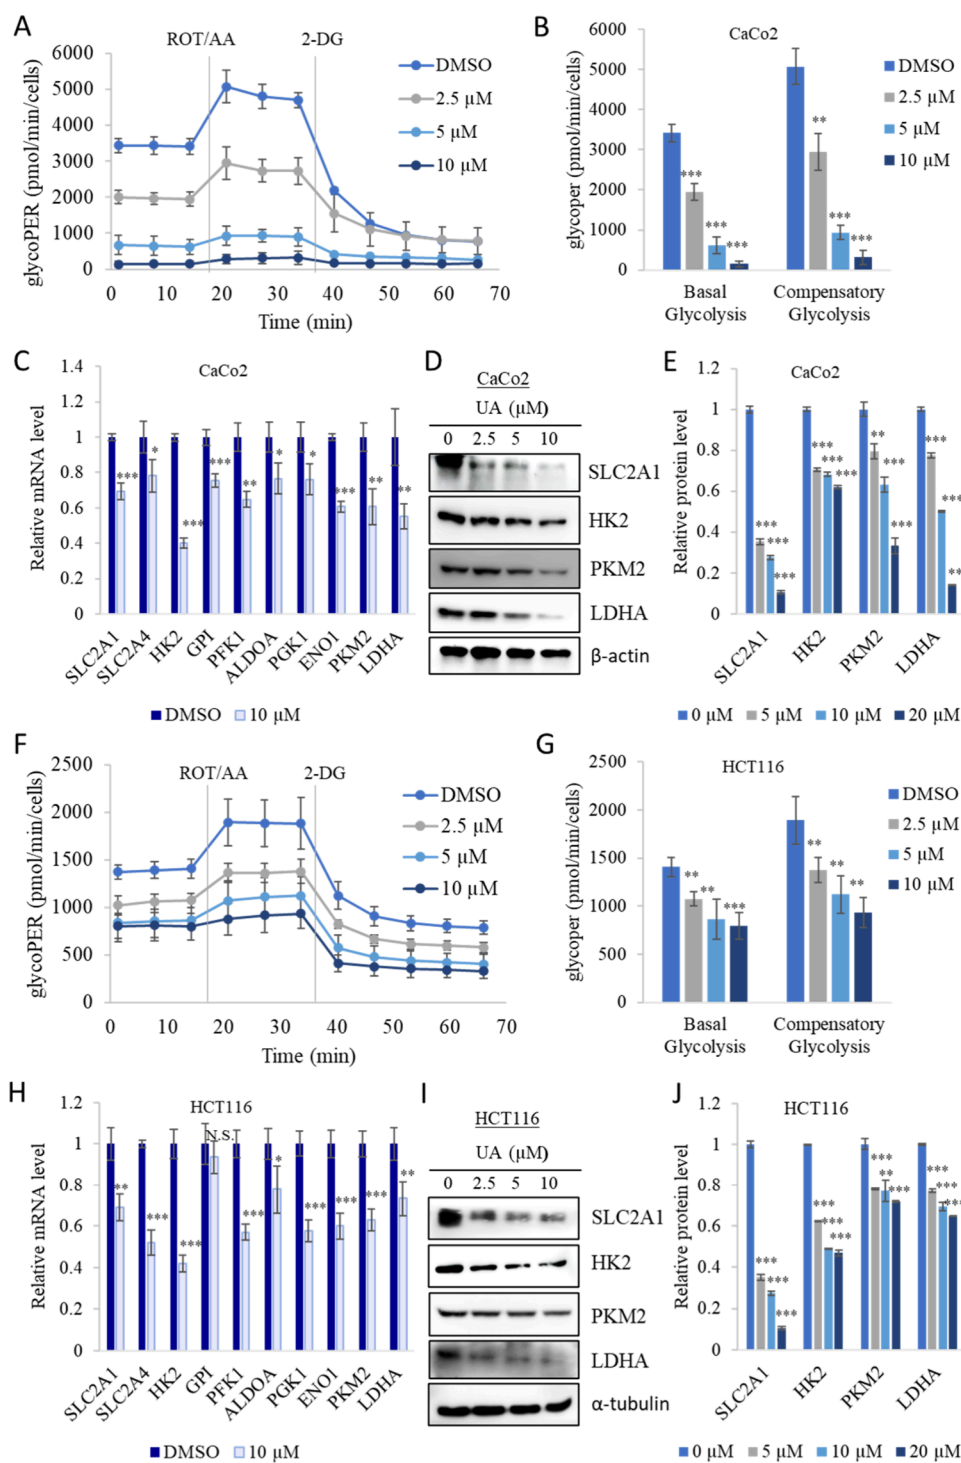 A
ROT/AA
2-DG
6000
5000
4000
3000
2000
1000
0
glycoPER (pmol/min/cells)
DMSO
2.5 µM
5 µM
10 µM
0 10 20 30 40 50 60 70
Time (min)
B
CaCo2
6000
5000
4000
3000
2000
1000
0
glycoper (pmol/min/cells)
*** *** ***
** *** ***
DMSO
2.5 µM
5 µM
10 µM
Basal Glycolysis
Compensatory Glycolysis
C
CaCo2
1.4
1.2
1
0.8
0.6
0.4
0.2
0
Relative mRNA level
*** * *** *** ** * * *** ** **
SLC2A1 SLC2A4 HK2 GPI PFK1 ALDOA PGK1 ENO1 PKM2 LDHA
DMSO 10 µM
D
CaCo2
UA (µM)
0 2.5 5 10
SLC2A1
HK2
PKM2
LDHA
β-actin
E
CaCo2
1.2
1
0.8
0.6
0.4
0.2
0
Relative protein level
*** *** ***
*** *** ***
** *** ***
*** *** **
SLC2A1 HK2 PKM2 LDHA
0 µM 5 µM 10 µM 20 µM
F
ROT/AA
2-DG
2500
2000
1500
1000
500
0
glycoPER (pmol/min/cells)
DMSO
2.5 µM
5 µM
10 µM
0 10 20 30 40 50 60 70
Time (min)
G
HCT116
2500
2000
1500
1000
500
0
glycoper (pmol/min/cells)
** ** ***
** ** **
DMSO
2.5 µM
5 µM
10 µM
Basal Glycolysis
Compensatory Glycolysis
H
HCT116
1.2
1
0.8
0.6
0.4
0.2
0
Relative mRNA level
** *** *** N.S. *** * *** *** *** **
SLC2A1 SLC2A4 HK2 GPI PFK1 ALDOA PGK1 ENO1 PKM2 LDHA
DMSO 10 µM
I
HCT116
UA (µM)
0 2.5 5 10
SLC2A1
HK2
PKM2
LDHA
α-tubulin
J
HCT116
1.2
1
0.8
0.6
0.4
0.2
0
Relative protein level
*** *** ***
*** *** ***
*** ** ***
*** *** ***
SLC2A1 HK2 PKM2 LDHA
0 µM 5 µM 10 µM 20 µM